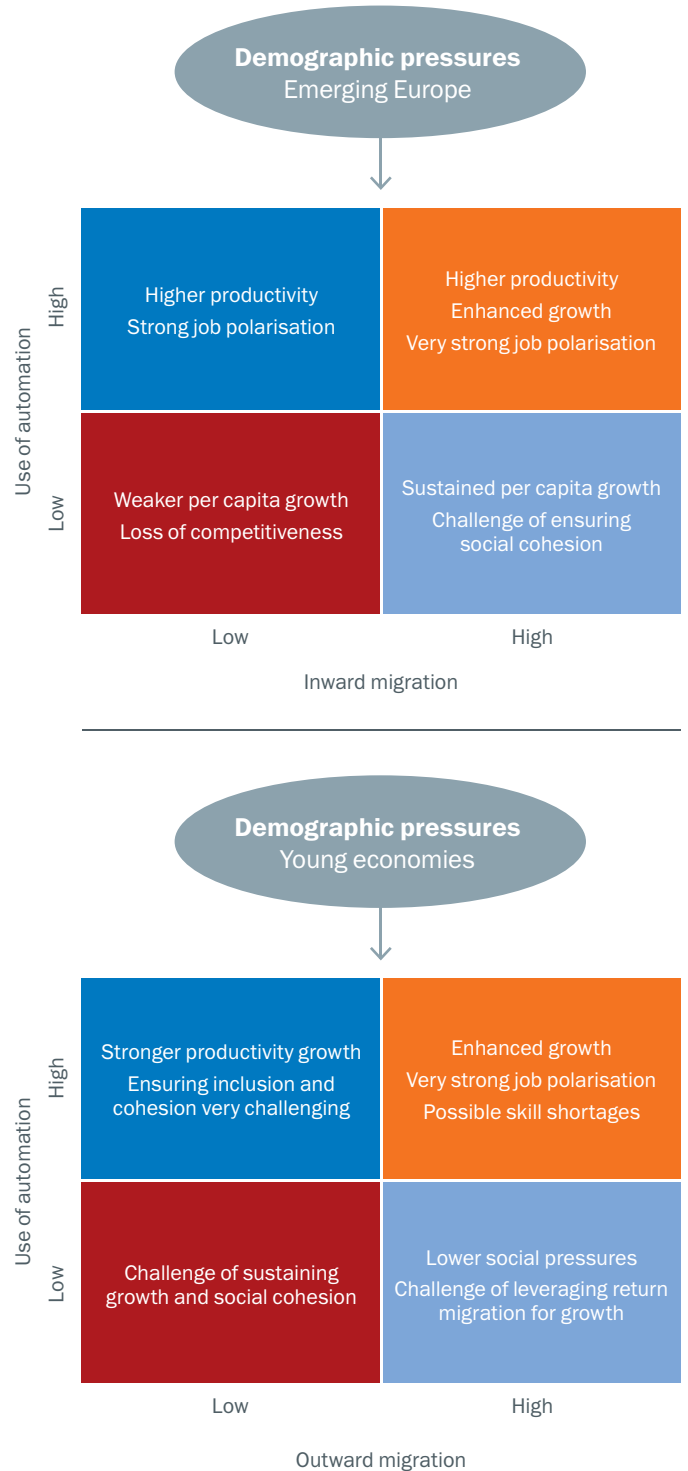 Demographic pressures
Emerging Europe
Use of automation
High
Higher productivity
Strong job polarisation
Higher productivity
Enhanced growth
Very strong job polarisation
Low
Weaker per capita growth
Loss of competitiveness
Sustained per capita growth
Challenge of ensuring
social cohesion
Low
High
Inward migration
Demographic pressures
Young economies
Use of automation
High
Stronger productivity growth
Ensuring inclusion and
cohesion very challenging
Enhanced growth
Very strong job polarisation
Possible skill shortages
Low
Challenge of sustaining
growth and social cohesion
Lower social pressures
Challenge of leveraging return
migration for growth
Low
High
Outward migration